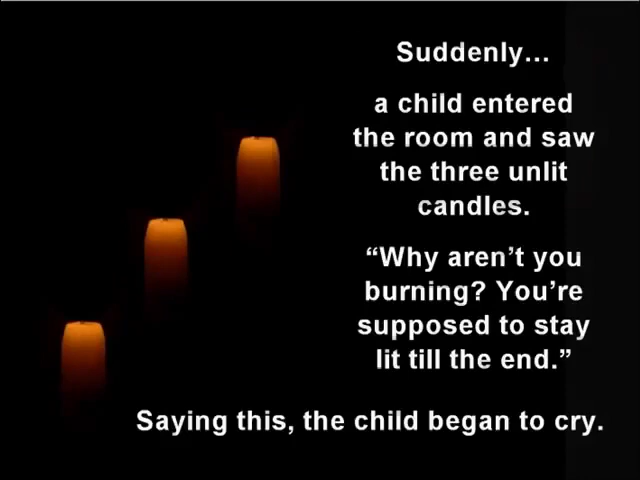 Suddenly…
a child entered
the room and saw
the three unlit
candles.
“Why aren’t you
burning? You’re
supposed to stay
lit till the end.”
Saying this, the child began to cry.